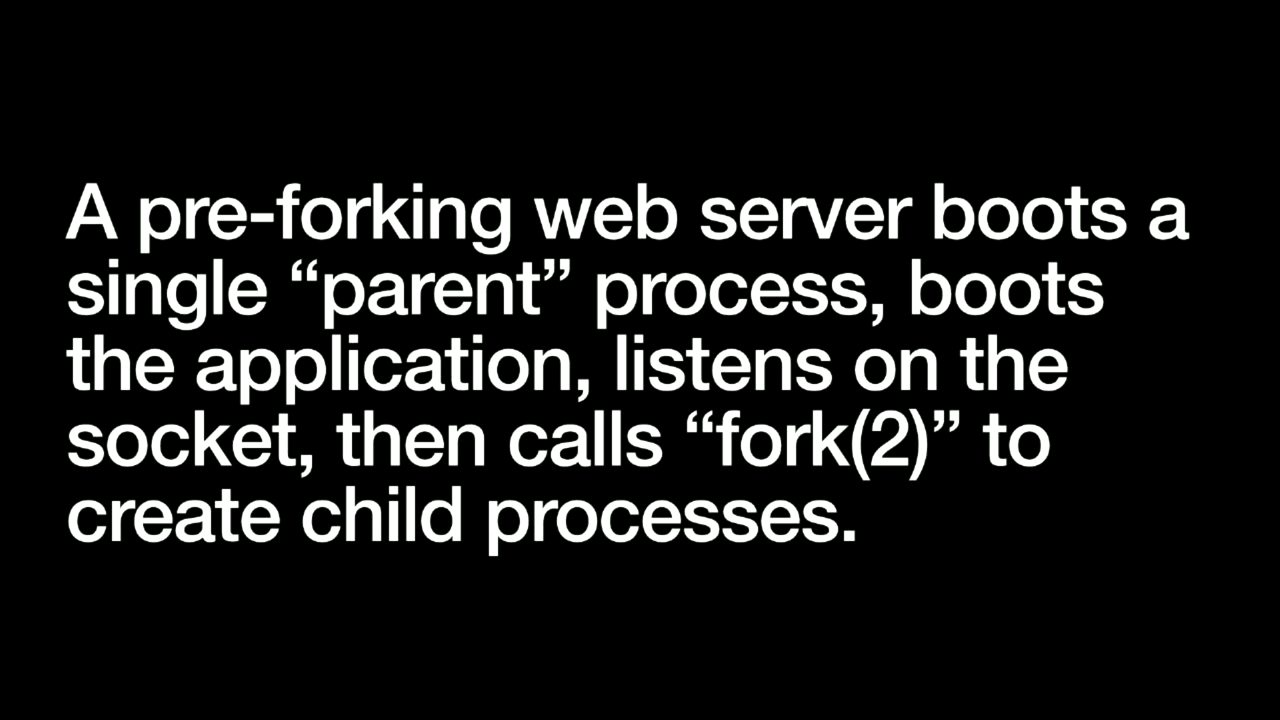 A pre-forking web server boots a
single “parent” process, boots
the application, listens on the
socket, then calls “fork(2)” to
create child processes.